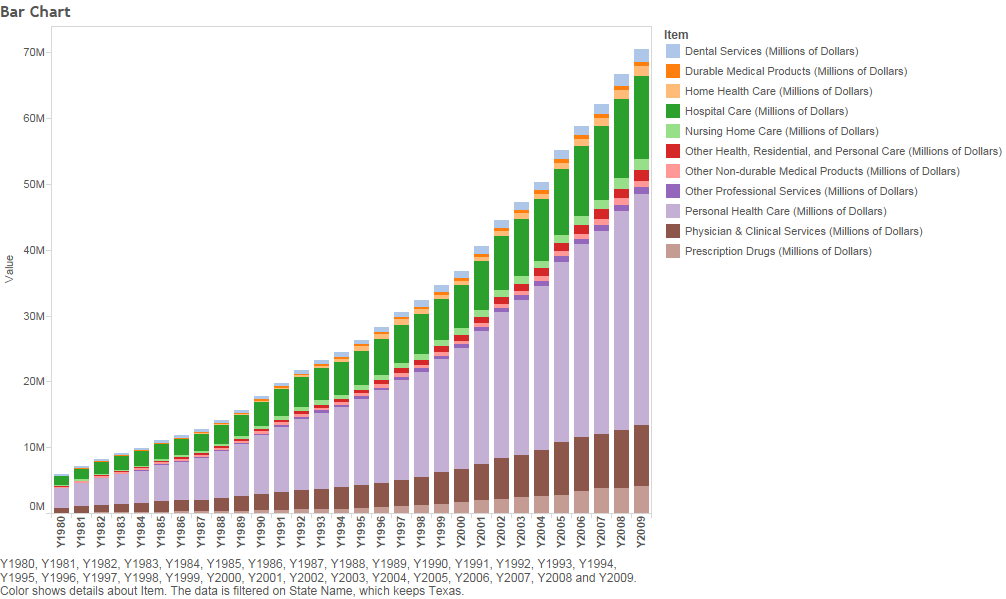 Bar Chart
Item
Dental Services (Millions of Dollars)
Durable Medical Products (Millions of Dollars)
Home Health Care (Millions of Dollars)
Hospital Care (Millions of Dollars)
Nursing Home Care (Millions of Dollars)
Other Health, Residential, and Personal Care (Millions of Dollars)
Other Non-durable Medical Products (Millions of Dollars)
Other Professional Services (Millions of Dollars)
Personal Health Care (Millions of Dollars)
Physician & Clinical Services (Millions of Dollars)
Prescription Drugs (Millions of Dollars)
70M
60M
50M
40M
30M
20M
10M
0M
Value
Y1980
Y1981
Y1982
Y1983
Y1984
Y1985
Y1986
Y1987
Y1988
Y1989
Y1990
Y1991
Y1992
Y1993
Y1994
Y1995
Y1996
Y1997
Y1998
Y1999
Y2000
Y2001
Y2002
Y2003
Y2004
Y2005
Y2006
Y2007
Y2008
Y2009
Y1980, Y1981, Y1982, Y1983, Y1984, Y1985, Y1986, Y1987, Y1988, Y1989, Y1990, Y1991, Y1992, Y1993, Y1994,
Y1995, Y1996, Y1997, Y1998, Y1999, Y2000, Y2001, Y2002, Y2003, Y2004, Y2005, Y2006, Y2007, Y2008 and Y2009.
Color shows details about Item. The data is filtered on State Name, which keeps Texas.